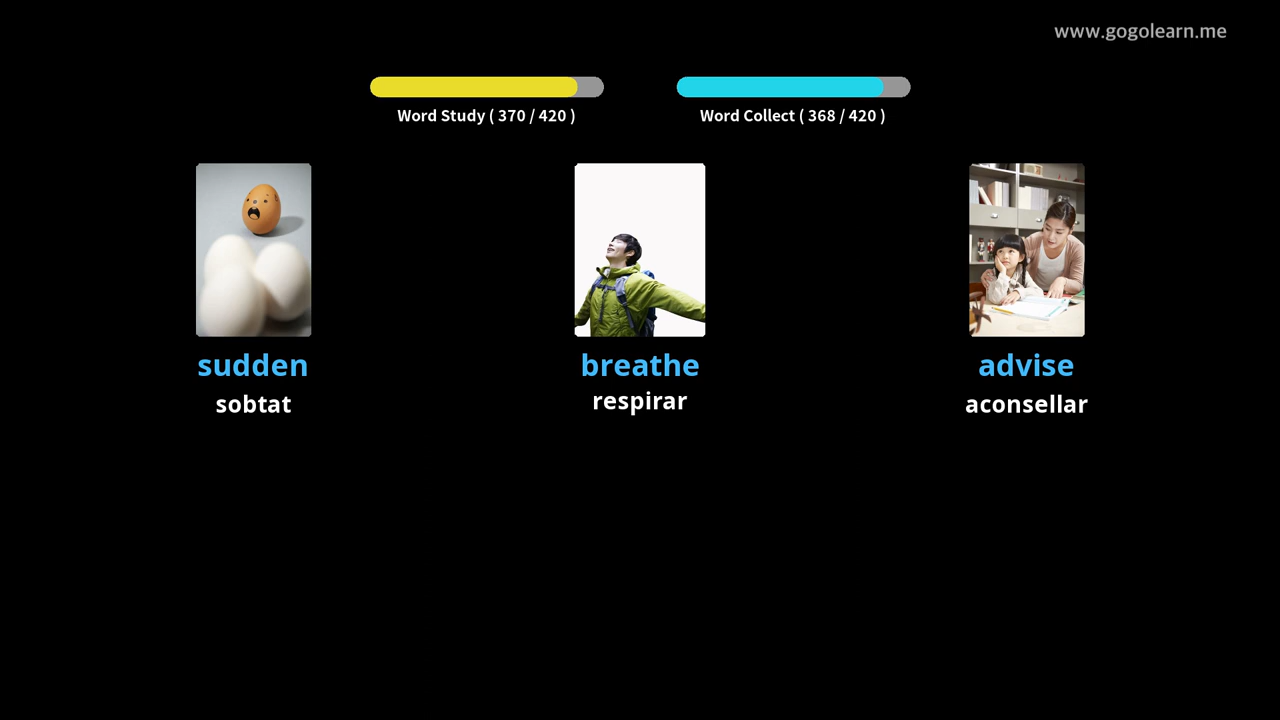 www.gogolearn.me
Word Study ( 370 / 420 )
Word Collect ( 368 / 420 )
sudden
sobtat
breathe
respirar
advise
aconsellar